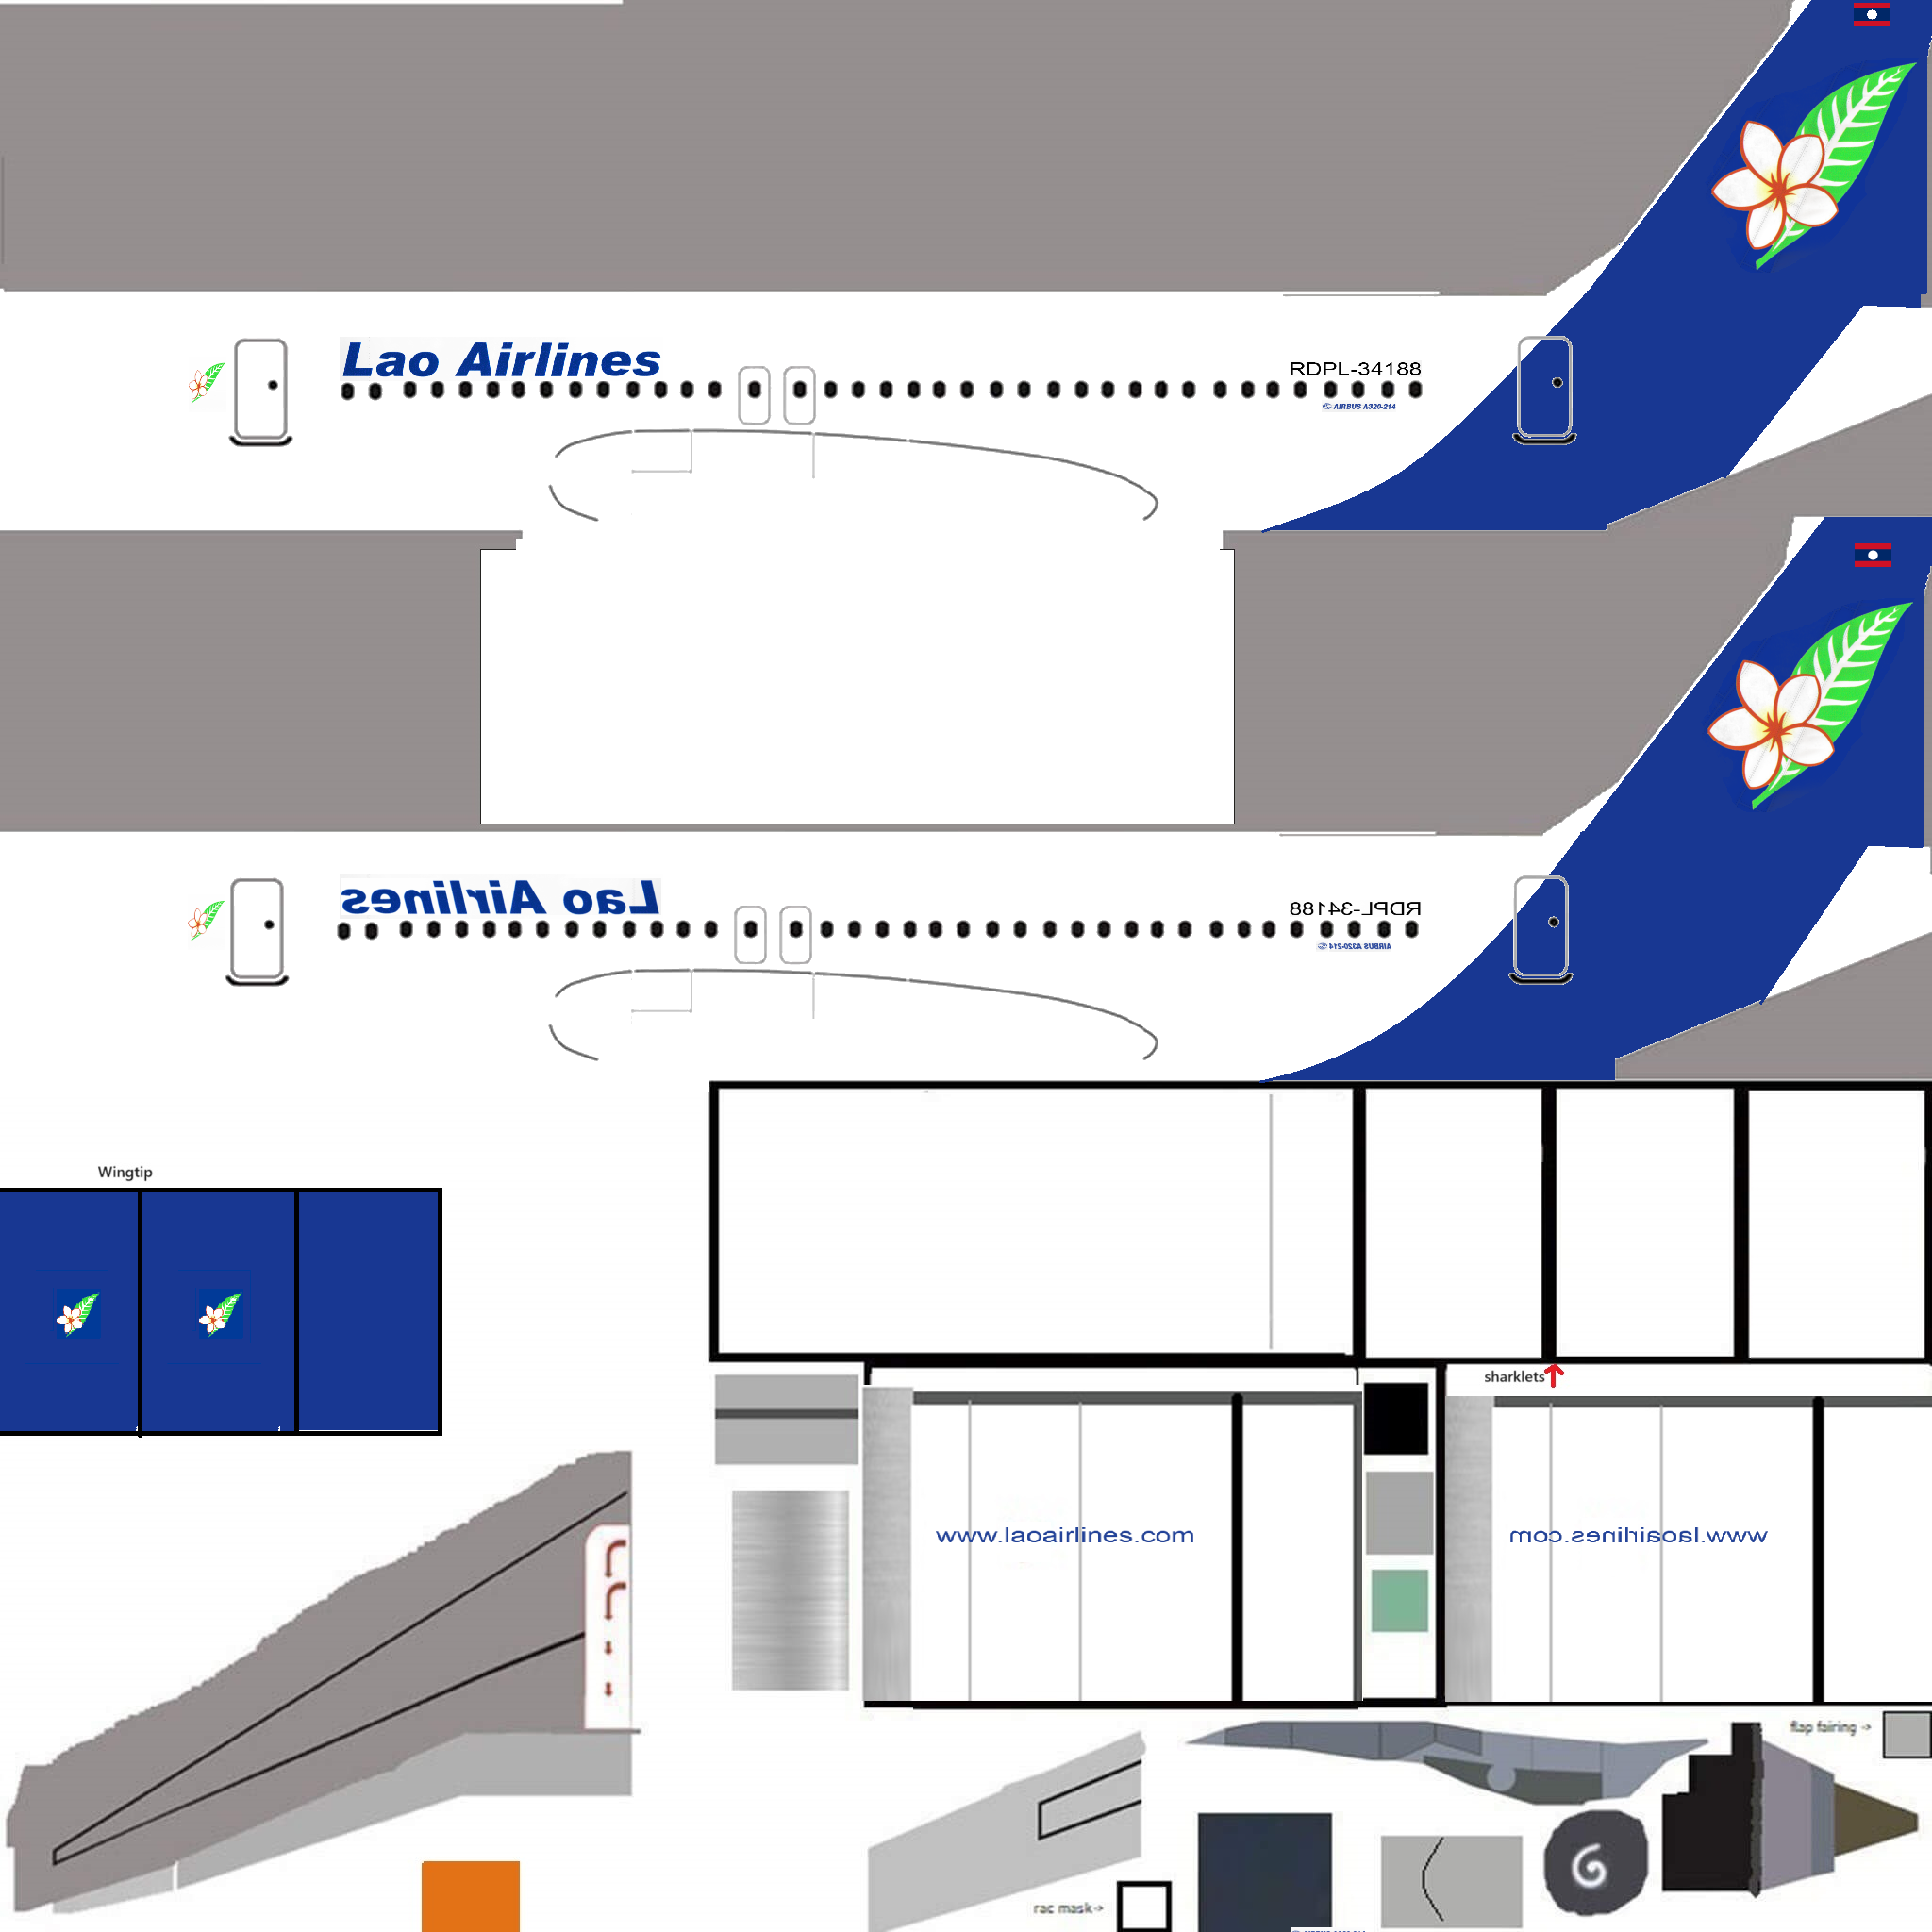 Lao Airlines
RDPL-34188
AIRBUS A320-214
Lao Airlines
RDPL-34188
AIRBUS A320-214
Wingtip
sharklets
www.laoairlines.com
www.laoairlines.com
flap fairing ->
rac mask->